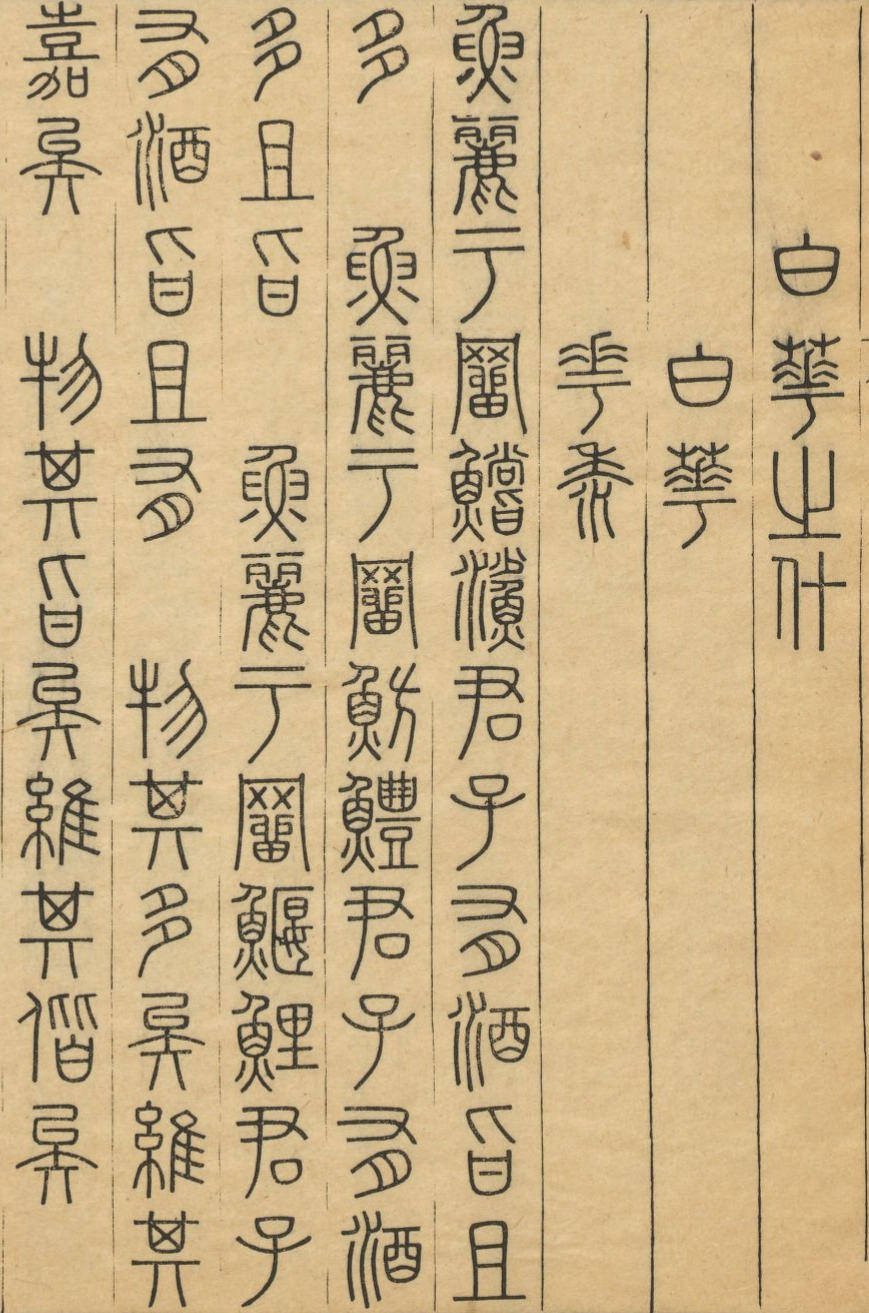 白華之什
白華
華黍
魚麗于罶鱨鯊君子有酒旨且
多 魚麗于罶魴鱧君子有酒
多且旨 魚麗于罶鰋鯉君子
有酒旨且有 物其多矣維其
嘉矣 物其旨矣維其偕矣